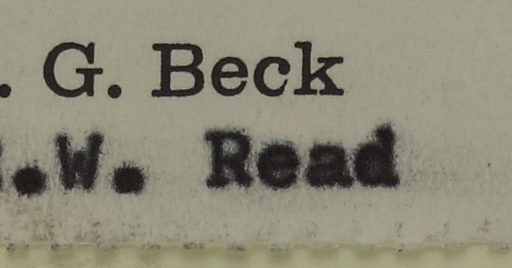 . G. Beck
.W. Read